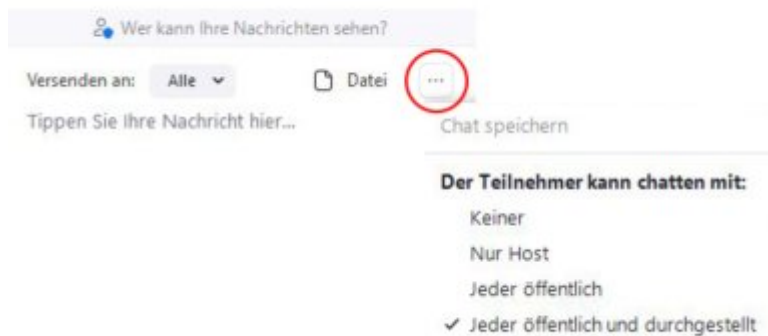 Wer kann Ihre Nachrichten sehen?
Versenden an: Alle Datei ...
Tippen Sie Ihre Nachricht hier...
Chat speichern
Der Teilnehmer kann chatten mit:
Keiner
Nur Host
Jeder öffentlich
✓ Jeder öffentlich und durchgestellt